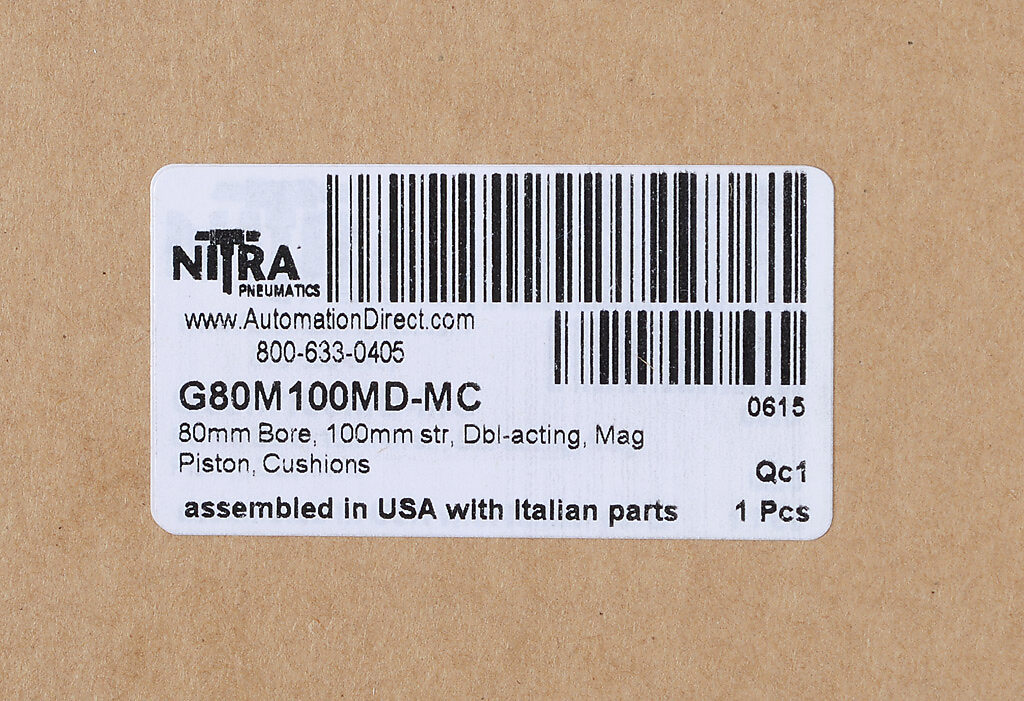 NITRA
PNEUMATICS
www.AutomationDirect.com
800-633-0405
G80M100MD-MC
0615
80mm Bore, 100mm str, Dbl-acting, Mag
Piston, Cushions
Qc1
assembled in USA with Italian parts
1 Pcs